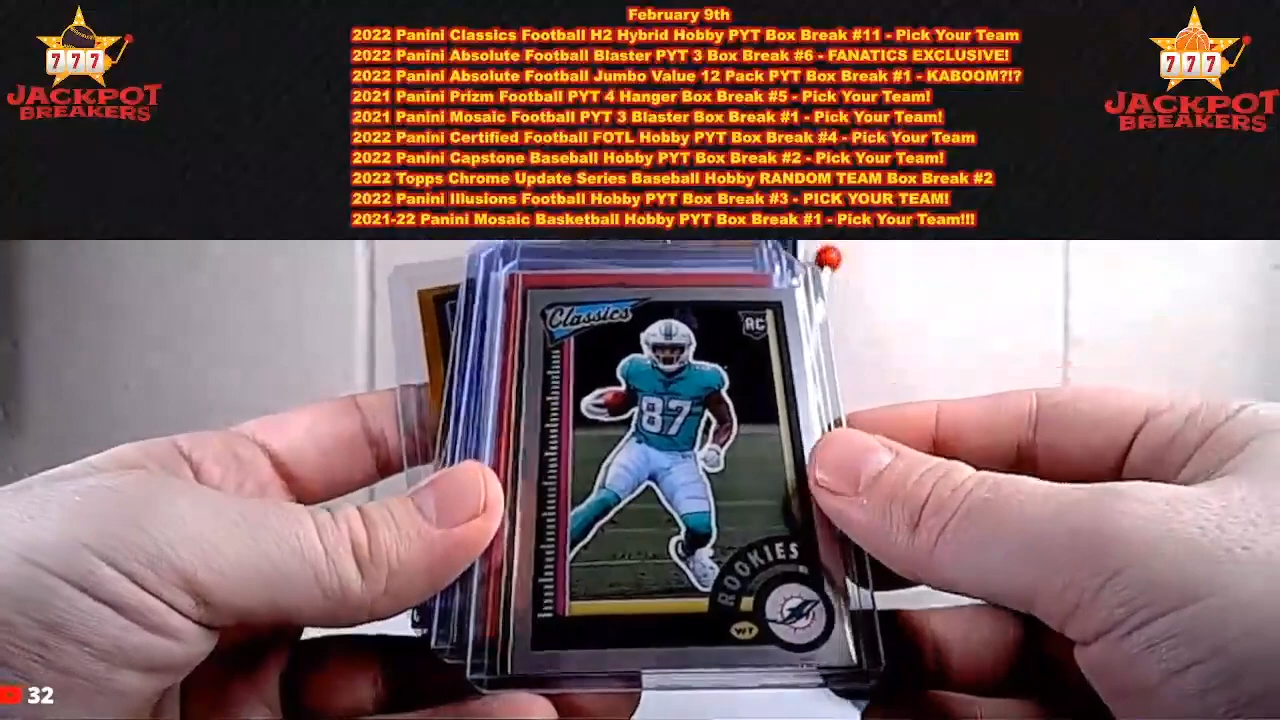 February 9th
2022 Panini Classics Football H2 Hybrid Hobby PYT Box Break #11 - Pick Your Team
2022 Panini Absolute Football Blaster PYT 3 Box Break #6 - FANATICS EXCLUSIVE!
2022 Panini Absolute Football Jumbo Value 12 Pack PYT Box Break #1 - KABOOM?!?
2021 Panini Prizm Football PYT 4 Hanger Box Break #5 - Pick Your Team!
2021 Panini Mosaic Football PYT 3 Blaster Box Break #1 - Pick Your Team!
2022 Panini Certified Football FOTL Hobby PYT Box Break #4 - Pick Your Team
2022 Panini Capstone Baseball Hobby PYT Box Break #2 - Pick Your Team!
2022 Topps Chrome Update Series Baseball Hobby RANDOM TEAM Box Break #2
2022 Panini Illusions Football Hobby PYT Box Break #3 - PICK YOUR TEAM!
2021-22 Panini Mosaic Basketball Hobby PYT Box Break #1 - Pick Your Team!!!
777
JACKPOT
BREAKERS
777
JACKPOT
BREAKERS
Classics
RC
87
ROOKIES
WR
32